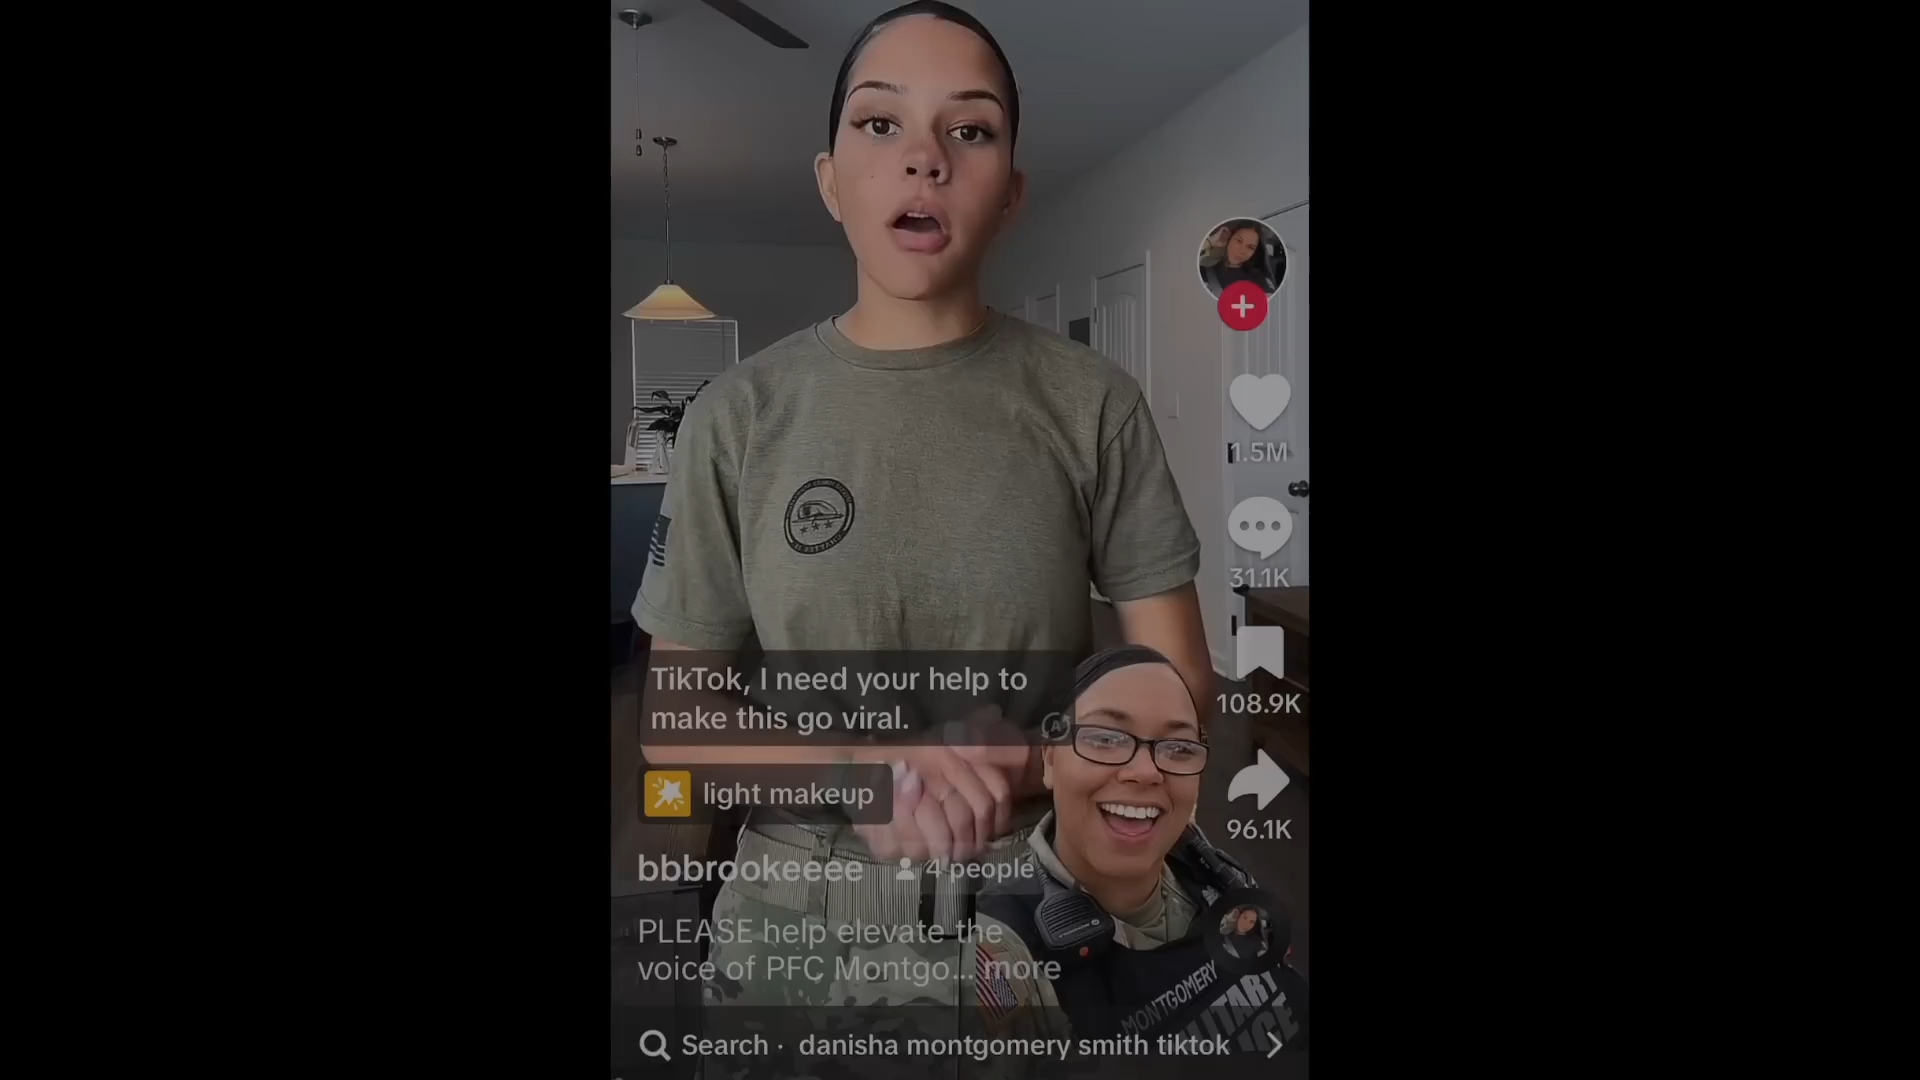 1.5M
31.1K
108.9K
96.1K
TikTok, I need your help to
make this go viral.
light makeup
bbbrookeeee 4 people
PLEASE help elevate the
voice of PFC Montgo... more
MONTGOMERY
MILITARY
Search · danisha montgomery smith tiktok